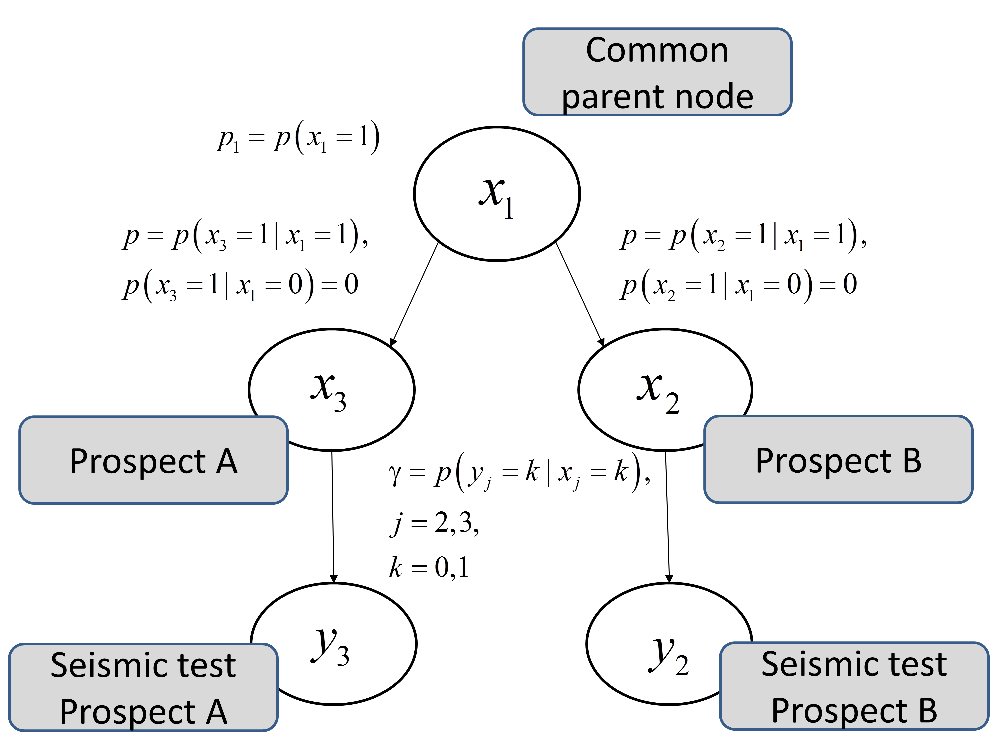 Common
parent node
p₁ = p(x₁ = 1)
x₁
p = p(x₃ = 1 | x₁ = 1),
p(x₃ = 1 | x₁ = 0) = 0
p = p(x₂ = 1 | x₁ = 1),
p(x₂ = 1 | x₁ = 0) = 0
x₃
x₂
Prospect A
Prospect B
γ = p(yⱼ = k | xⱼ = k),
j = 2,3,
k = 0,1
y₃
y₂
Seismic test
Prospect A
Seismic test
Prospect B